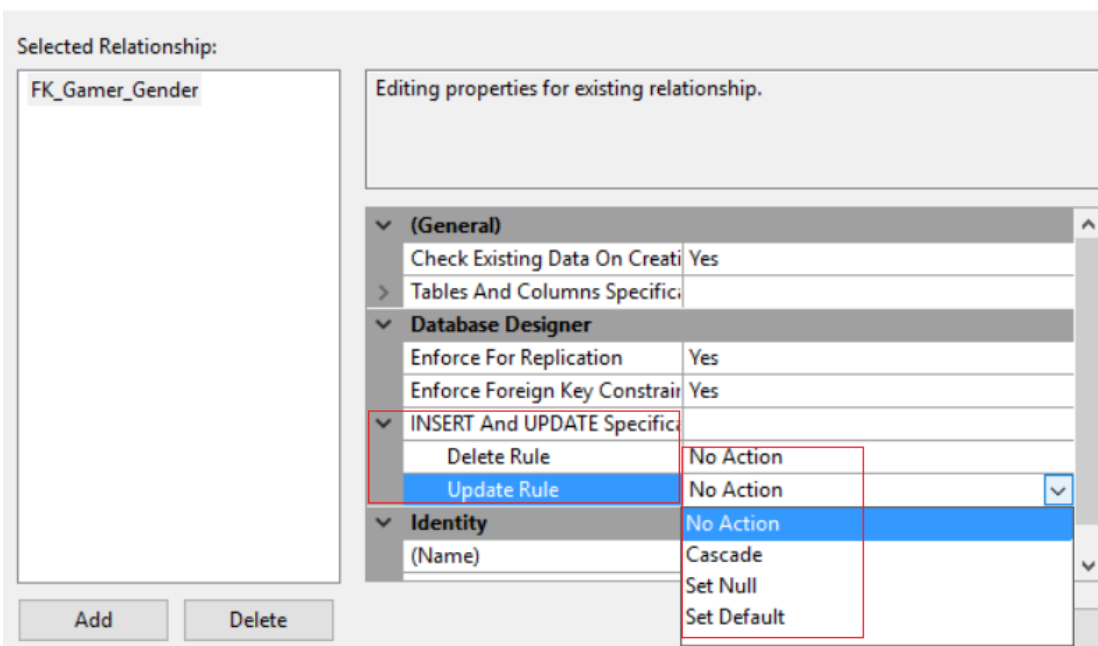 Selected Relationship:
FK_Gamer_Gender
Editing properties for existing relationship.
(General)
Check Existing Data On Creati Yes
Tables And Columns Specifica
Database Designer
Enforce For Replication Yes
Enforce Foreign Key Constrain Yes
INSERT And UPDATE Specifica
Delete Rule No Action
Update Rule No Action
Identity No Action
(Name) Cascade
Set Null
Set Default
Add Delete